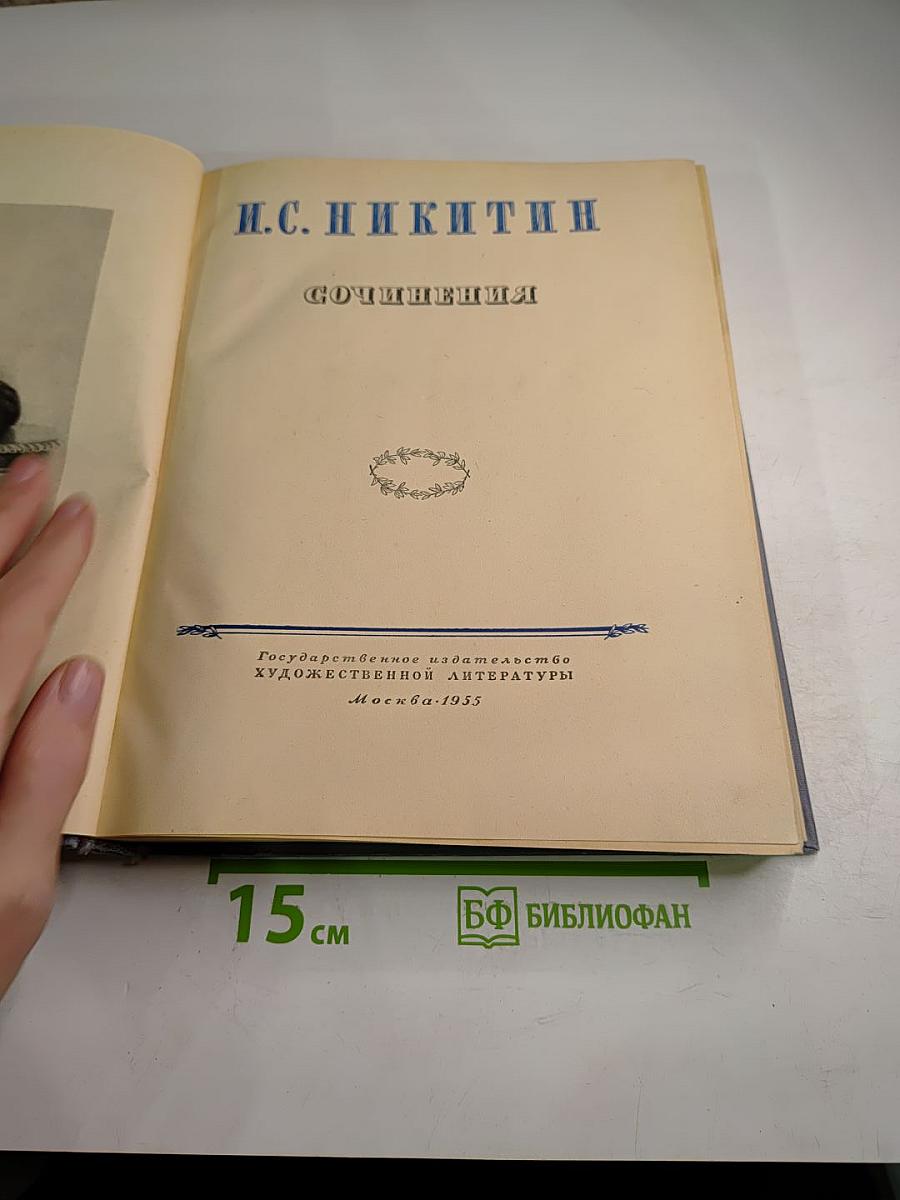 И.С. НИКИТИН
СОЧИНЕНИЯ
Государственное издательство
ХУДОЖЕСТВЕННОЙ ЛИТЕРАТУРЫ
Москва·1955
15 см
БФ БИБЛИОФАН